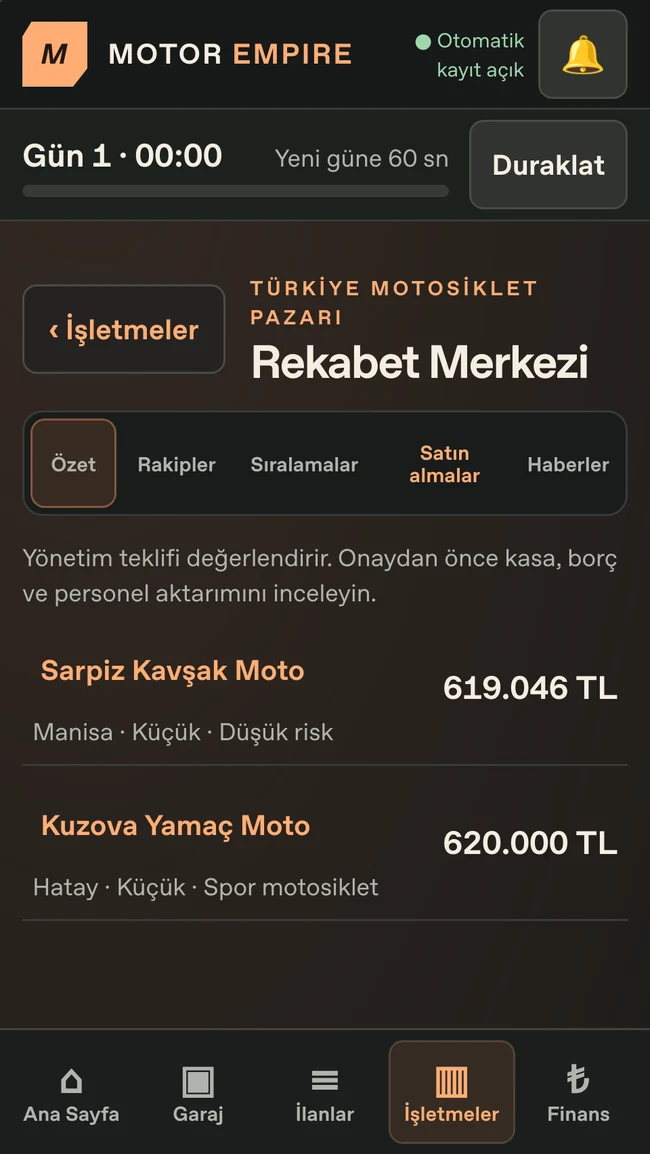 M MOTOR EMPIRE
Otomatik
kayıt açık
Gün 1 · 00:00
Yeni güne 60 sn
Duraklat
‹ İşletmeler
TÜRKİYE MOTOSİKLET
PAZARI
Rekabet Merkezi
Özet
Rakipler
Sıralamalar
Satın
almalar
Haberler
Yönetim teklifi değerlendirir. Onaydan önce kasa, borç
ve personel aktarımını inceleyin.
Sarpiz Kavşak Moto
619.046 TL
Manisa · Küçük · Düşük risk
Kuzova Yamaç Moto
620.000 TL
Hatay · Küçük · Spor motosiklet
Ana Sayfa
Garaj
İlanlar
İşletmeler
₺
Finans